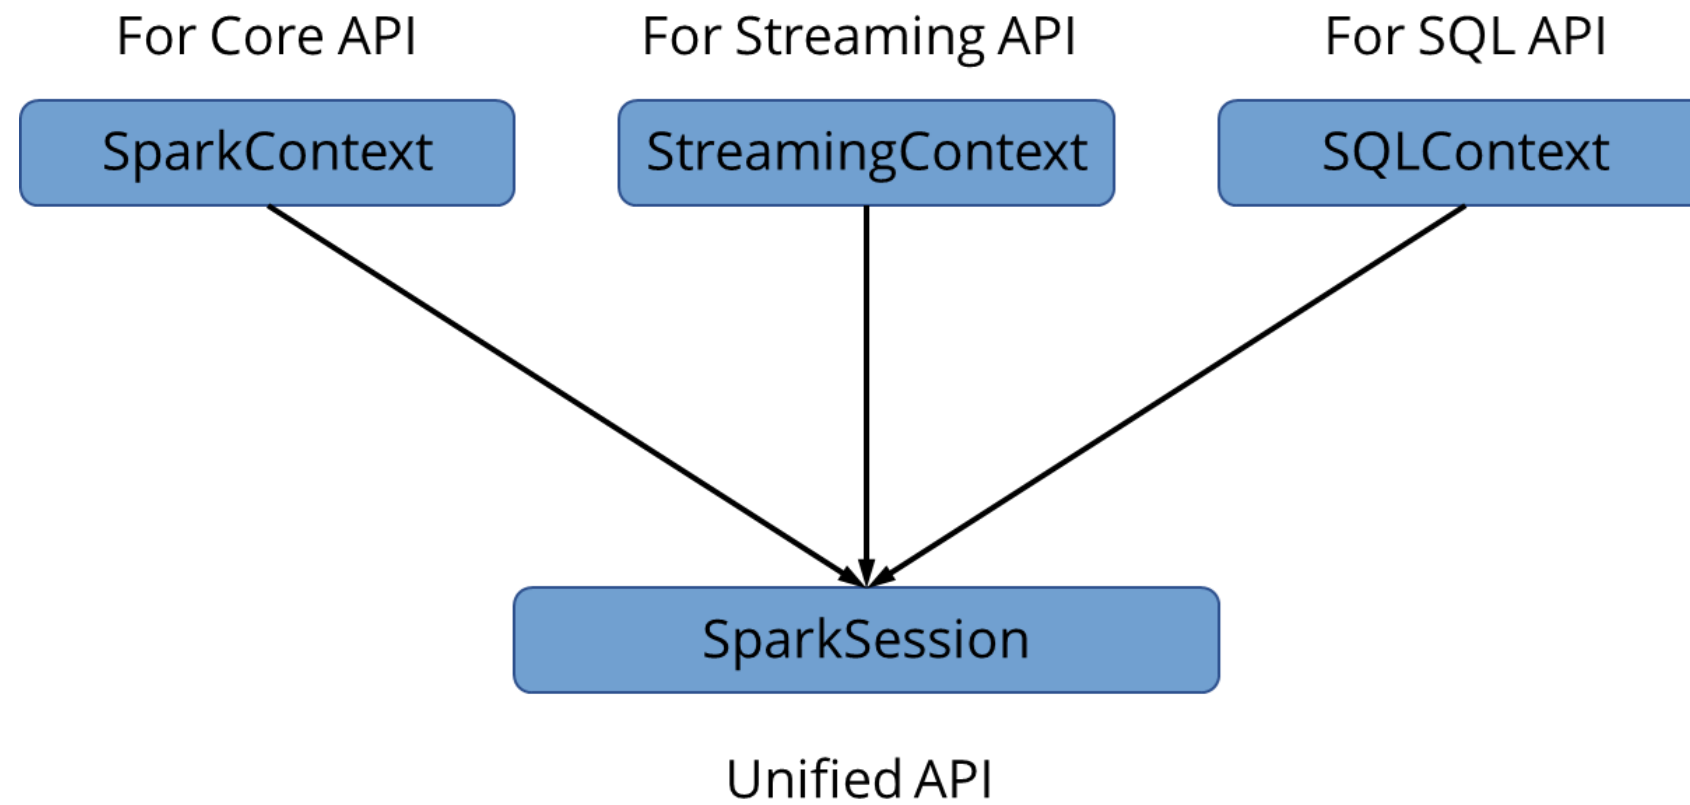 For Core API
For Streaming API
For SQL API
SparkContext
StreamingContext
SQLContext
SparkSession
Unified API